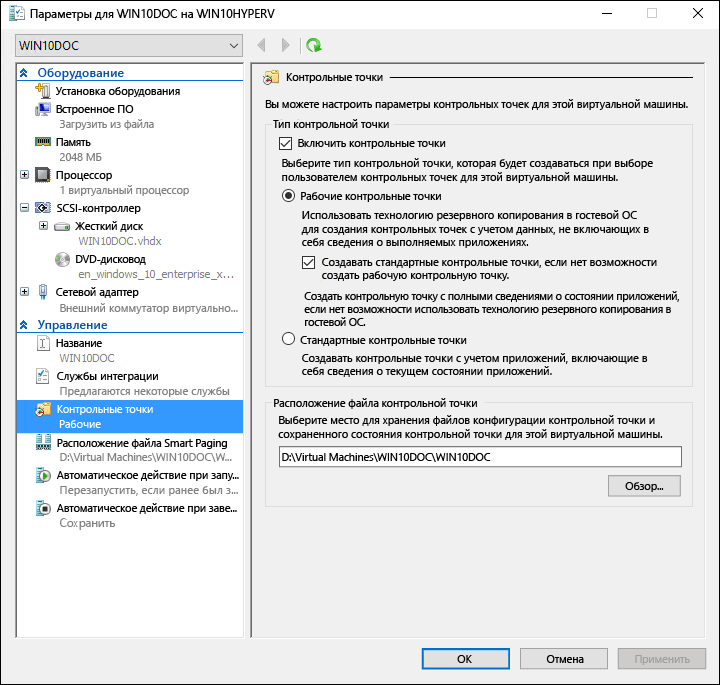 Параметры для WIN10DOC на WIN10HYPERV
WIN10DOC
Оборудование
Установка оборудования
Встроенное ПО
Загрузить из файла
Память
2048 МБ
Процессор
1 виртуальный процессор
SCSI-контроллер
Жесткий диск
WIN10DOC.vhdx
DVD-дисковод
en_windows_10_enterprise_x...
Сетевой адаптер
Внешний коммутатор виртуально...
Управление
Название
WIN10DOC
Службы интеграции
Предлагаются некоторые службы
Контрольные точки
Рабочие
Расположение файла Smart Paging
D:\Virtual Machines\WIN10DOC\W...
Автоматическое действие при запу...
Перезапустить, если ранее был з...
Автоматическое действие при заве...
Сохранить
Контрольные точки
Вы можете настроить параметры контрольных точек для этой виртуальной машины.
Тип контрольной точки
Включить контрольные точки
Выберите тип контрольной точки, которая будет создаваться при выборе
пользователем контрольных точек для этой виртуальной машины.
Рабочие контрольные точки
Использовать технологию резервного копирования в гостевой ОС
для создания контрольных точек с учетом данных, не включающих в
себя сведения о выполняемых приложениях.
Создавать стандартные контрольные точки, если нет возможности
создать рабочую контрольную точку.
Создать контрольную точку с полными сведениями о состоянии приложений,
если нет возможности использовать технологию резервного копирования в
гостевой ОС.
Стандартные контрольные точки
Создавать контрольные точки с учетом приложений, включающие в
себя сведения о текущем состоянии приложений.
Расположение файла контрольной точки
Выберите место для хранения файлов конфигурации контрольной точки и
сохраненного состояния контрольной точки для этой виртуальной машины.
D:\Virtual Machines\WIN10DOC\WIN10DOC
Обзор...
ОК
Отмена
Применить